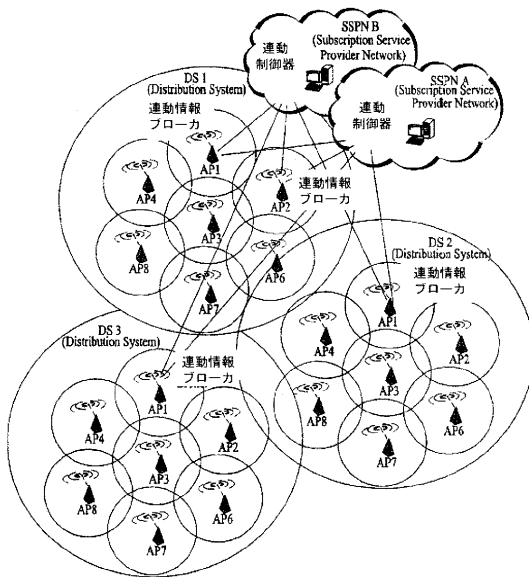 SSPN B
(Subscription Service
Provider Network)
連動
制御器
SSPN A
(Subscription Service
Provider Network)
連動
制御器
DS 1
(Distribution System)
連動情報
ブローカ
AP1
AP4
AP2
連動情報
ブローカ
AP3
AP8
AP6
AP7
DS 2
(Distribution System)
連動情報
ブローカ
AP1
AP4
AP2
AP3
AP8
AP6
AP7
DS 3
(Distribution System)
連動情報
ブローカ
AP1
AP4
AP2
AP3
AP8
AP6
AP7